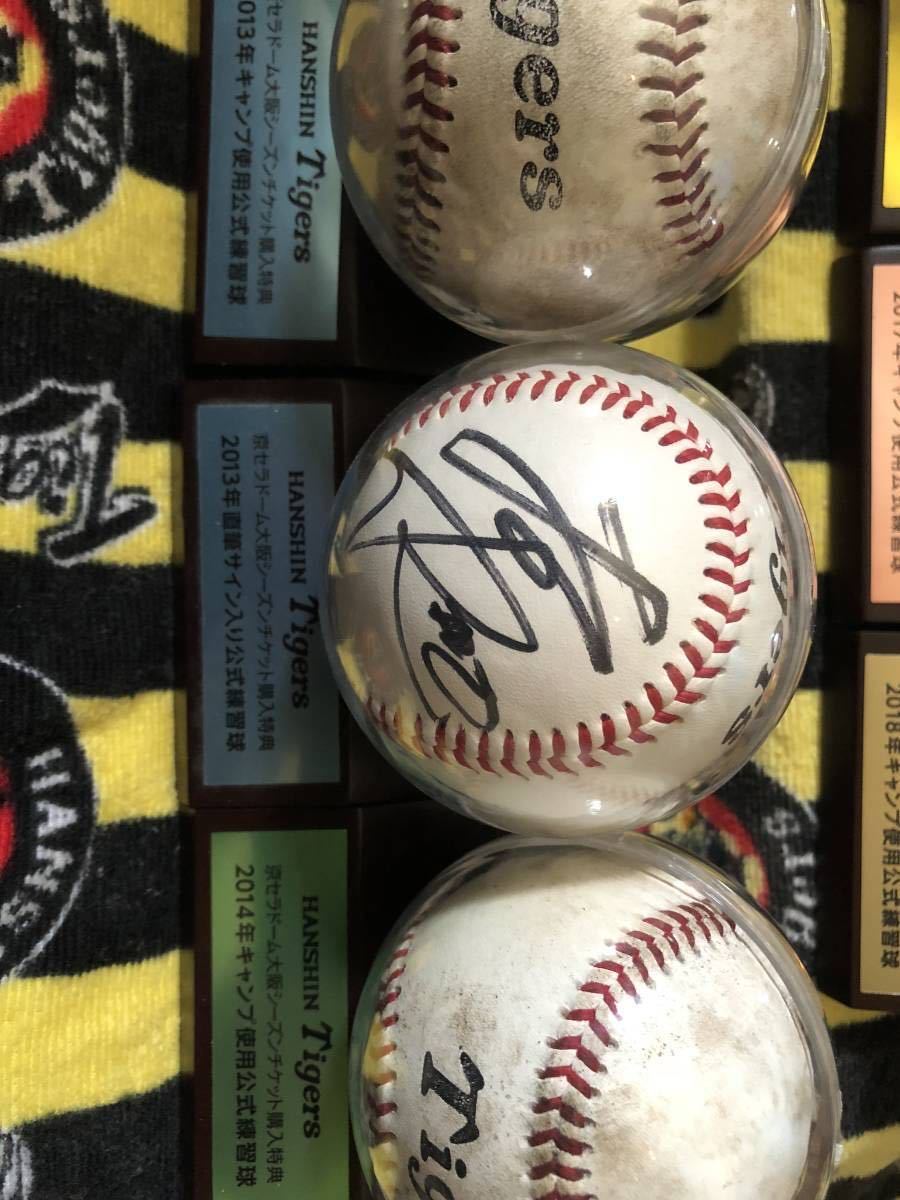 HANSHIN Tigers
京セラドーム大阪シーズンチケット購入特典
2013年キャンプ使用公式練習球
gers
HANSHIN Tigers
京セラドーム大阪シーズンチケット購入特典
2013年直筆サイン入り公式練習球
igers
HANSHIN Tigers
京セラドーム大阪シーズンチケット購入特典
2014年キャンプ使用公式練習球
Tig
2017年キャンプ使用公式練習球
2018年キャンプ使用公式練習球
HANS